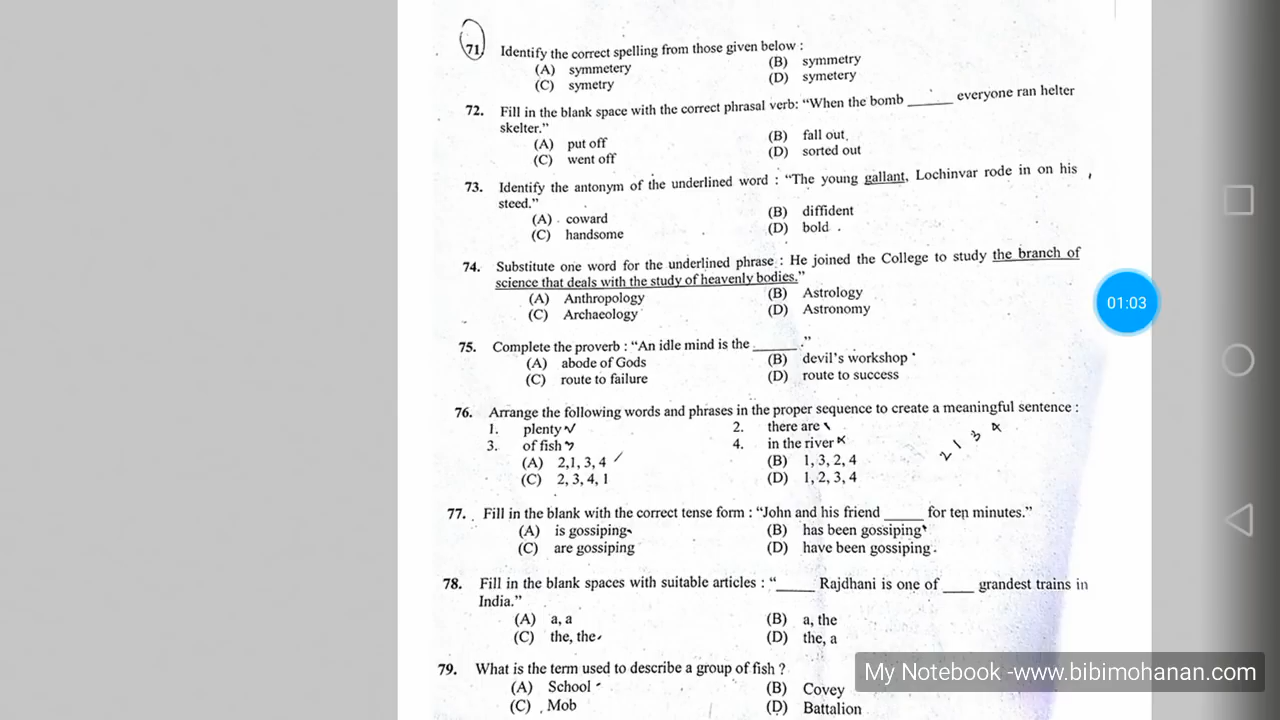 71. Identify the correct spelling from those given below :
(A) symmetery (B) symmetry
(C) symetry (D) symetery
72. Fill in the blank space with the correct phrasal verb: “When the bomb ______ everyone ran helter
skelter.”
(A) put off (B) fall out
(C) went off (D) sorted out
73. Identify the antonym of the underlined word : “The young gallant, Lochinvar rode in on his
steed.”
(A) coward (B) diffident
(C) handsome (D) bold
74. Substitute one word for the underlined phrase : He joined the College to study the branch of
science that deals with the study of heavenly bodies.”
(A) Anthropology (B) Astrology
(C) Archaeology (D) Astronomy
75. Complete the proverb : “An idle mind is the ______.”
(A) abode of Gods (B) devil's workshop
(C) route to failure (D) route to success
76. Arrange the following words and phrases in the proper sequence to create a meaningful sentence :
1. plenty 2. there are
3. of fish 4. in the river
(A) 2,1, 3, 4 (B) 1, 3, 2, 4
(C) 2, 3, 4, 1 (D) 1, 2, 3, 4
2 1 3 4
77. Fill in the blank with the correct tense form : “John and his friend _____ for ten minutes.”
(A) is gossiping (B) has been gossiping
(C) are gossiping (D) have been gossiping
78. Fill in the blank spaces with suitable articles : “_____ Rajdhani is one of ____ grandest trains in
India.”
(A) a, a (B) a, the
(C) the, the (D) the, a
79. What is the term used to describe a group of fish ?
(A) School (B) Covey
(C) Mob (D) Battalion
01:03
My Notebook -www.bibimohanan.com